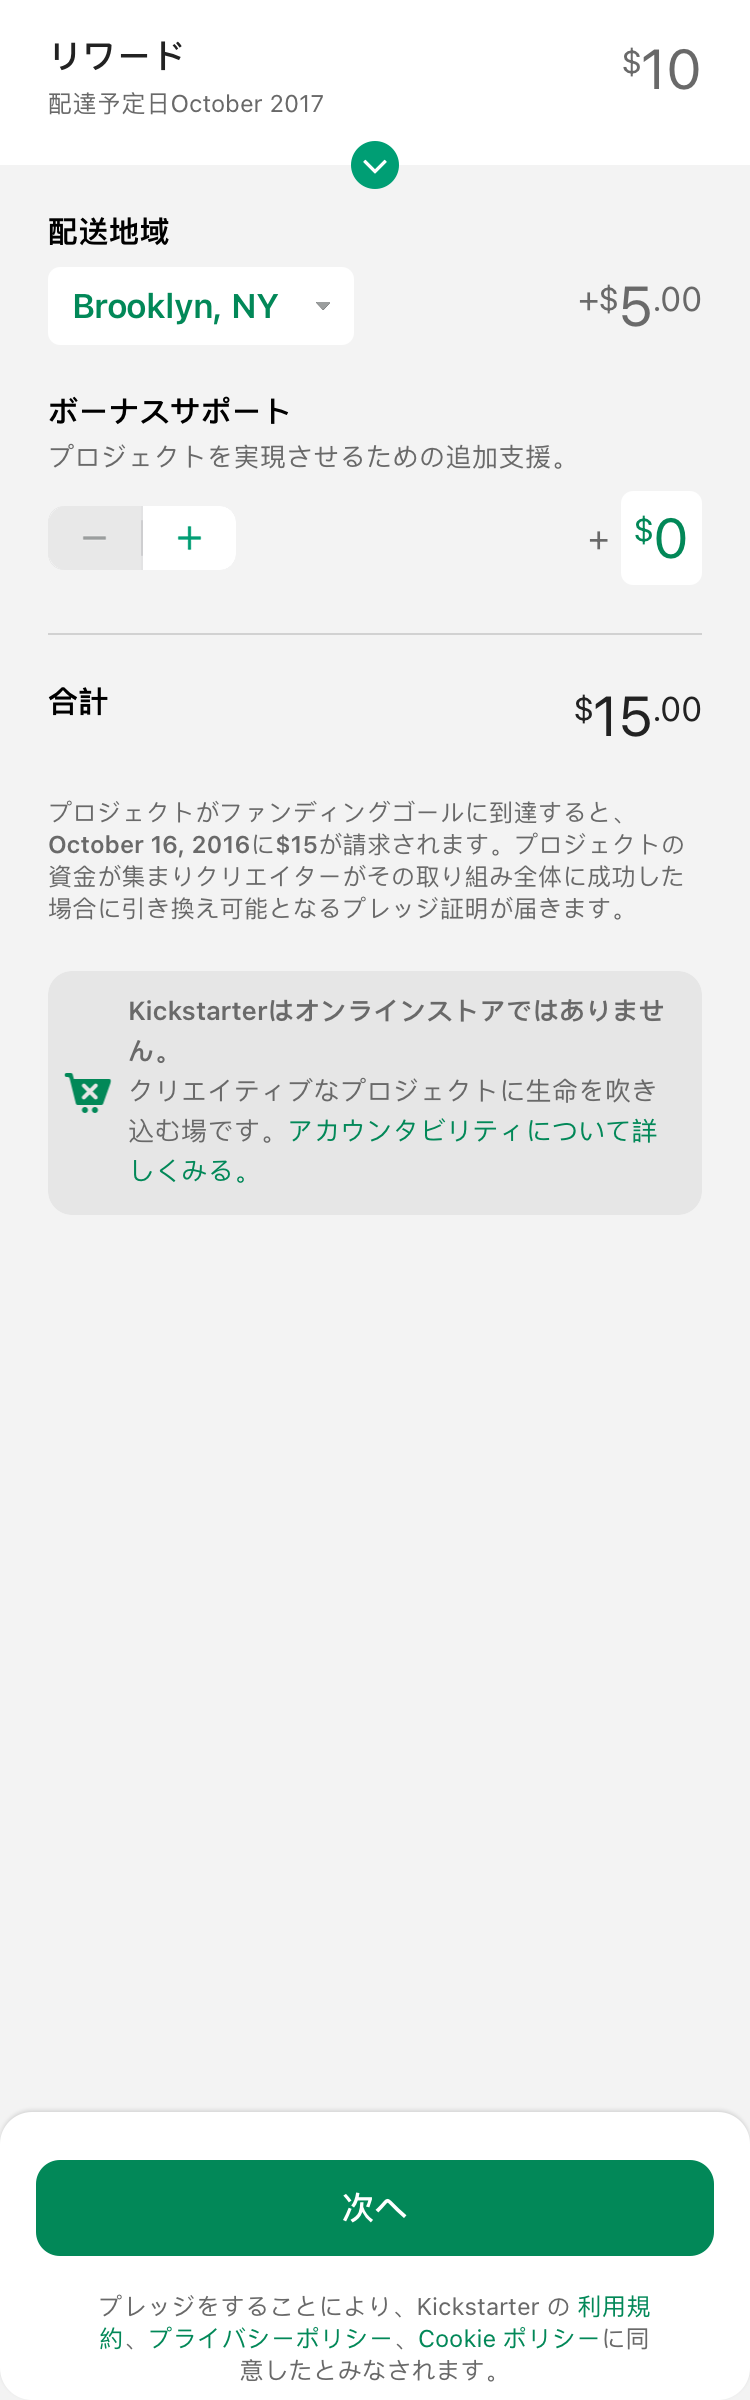 リワード
$10
配達予定日October 2017
配送地域
Brooklyn, NY
+$5.00
ボーナスサポート
プロジェクトを実現させるための追加支援。
− +
+ $0
合計
$15.00
プロジェクトがファンディングゴールに到達すると、
October 16, 2016に$15が請求されます。プロジェクトの
資金が集まりクリエイターがその取り組み全体に成功した
場合に引き換え可能となるプレッジ証明が届きます。
Kickstarterはオンラインストアではありませ
ん。
クリエイティブなプロジェクトに生命を吹き
込む場です。アカウンタビリティについて詳
しくみる。
次へ
プレッジをすることにより、Kickstarter の 利用規
約、プライバシーポリシー、Cookie ポリシーに同
意したとみなされます。